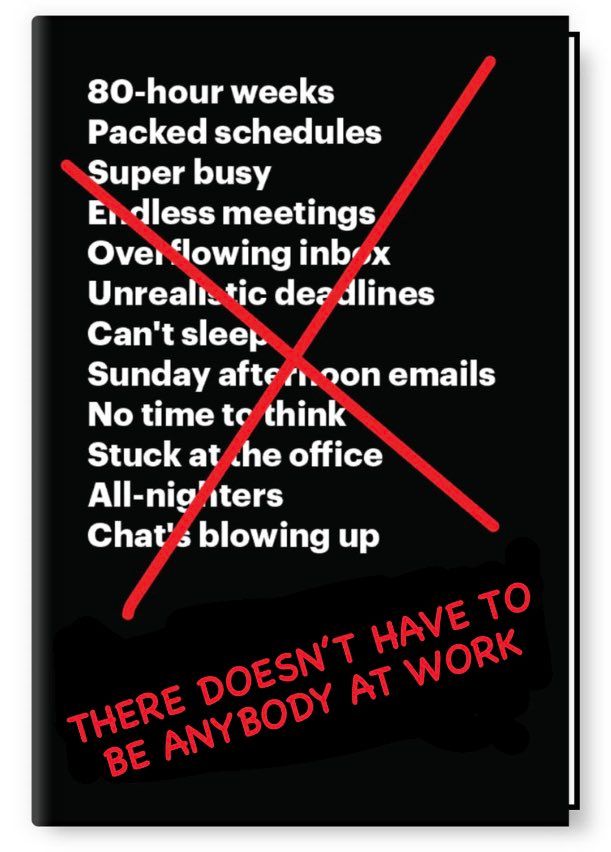 80-hour weeks
Packed schedules
Super busy
Endless meetings
Overflowing inbox
Unrealistic deadlines
Can't sleep
Sunday afternoon emails
No time to think
Stuck at the office
All-nighters
Chat's blowing up
THERE DOESN'T HAVE TO
BE ANYBODY AT WORK